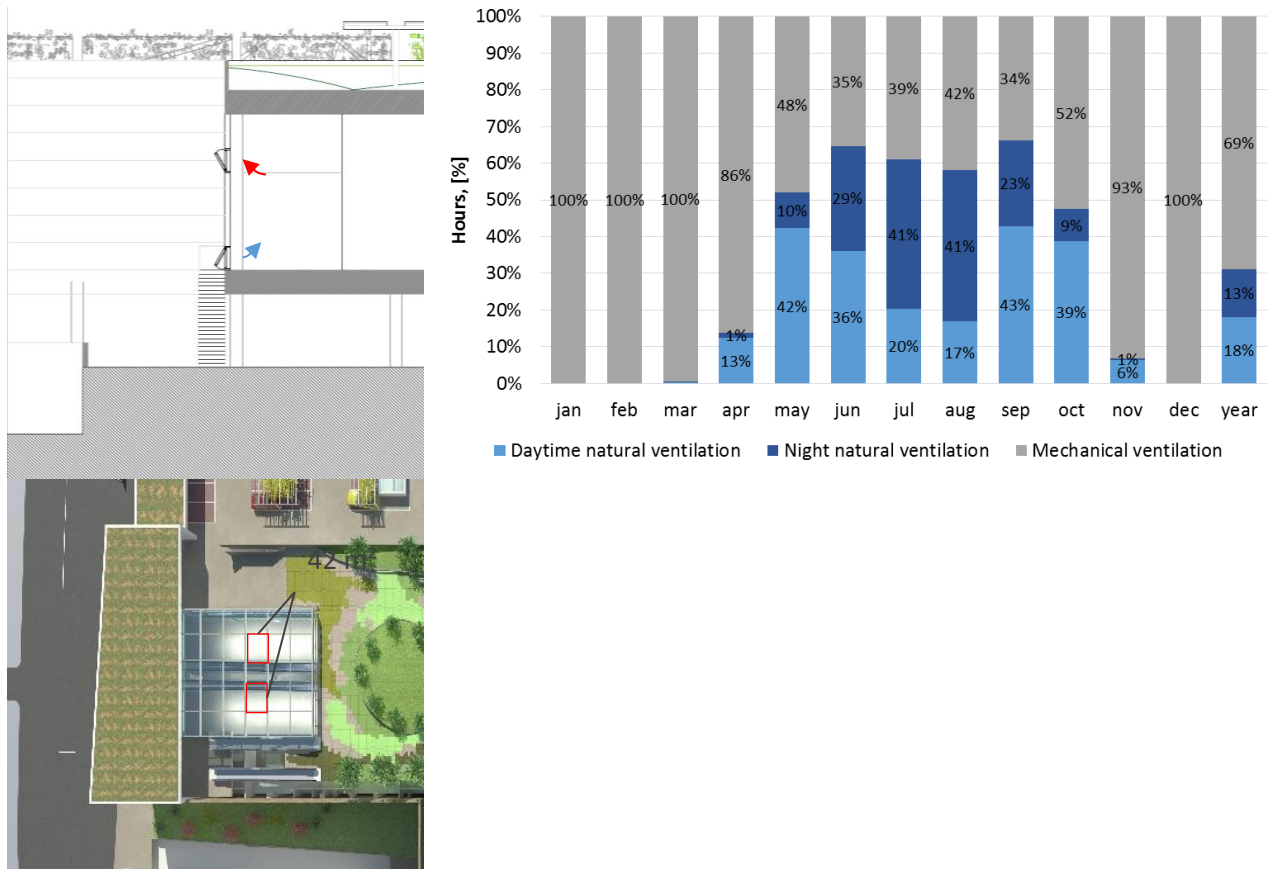 100%
90%
80%
70%
60%
50%
40%
30%
20%
10%
0%
Hours, [%]
100% 100% 100% 86% 48% 35% 39% 42% 34% 52% 93% 100% 69%
1% 10% 29% 41% 41% 23% 9% 1% 13%
13% 42% 36% 20% 17% 43% 39% 6% 18%
jan feb mar apr may jun jul aug sep oct nov dec year
Daytime natural ventilation Night natural ventilation Mechanical ventilation
42 m